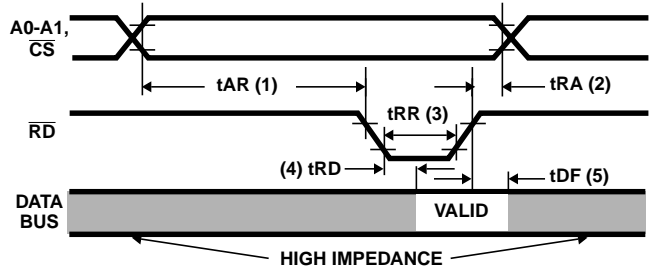 A0-A1,
CS
tAR (1)
tRA (2)
RD
tRR (3)
(4) tRD
tDF (5)
DATA
BUS
VALID
HIGH IMPEDANCE